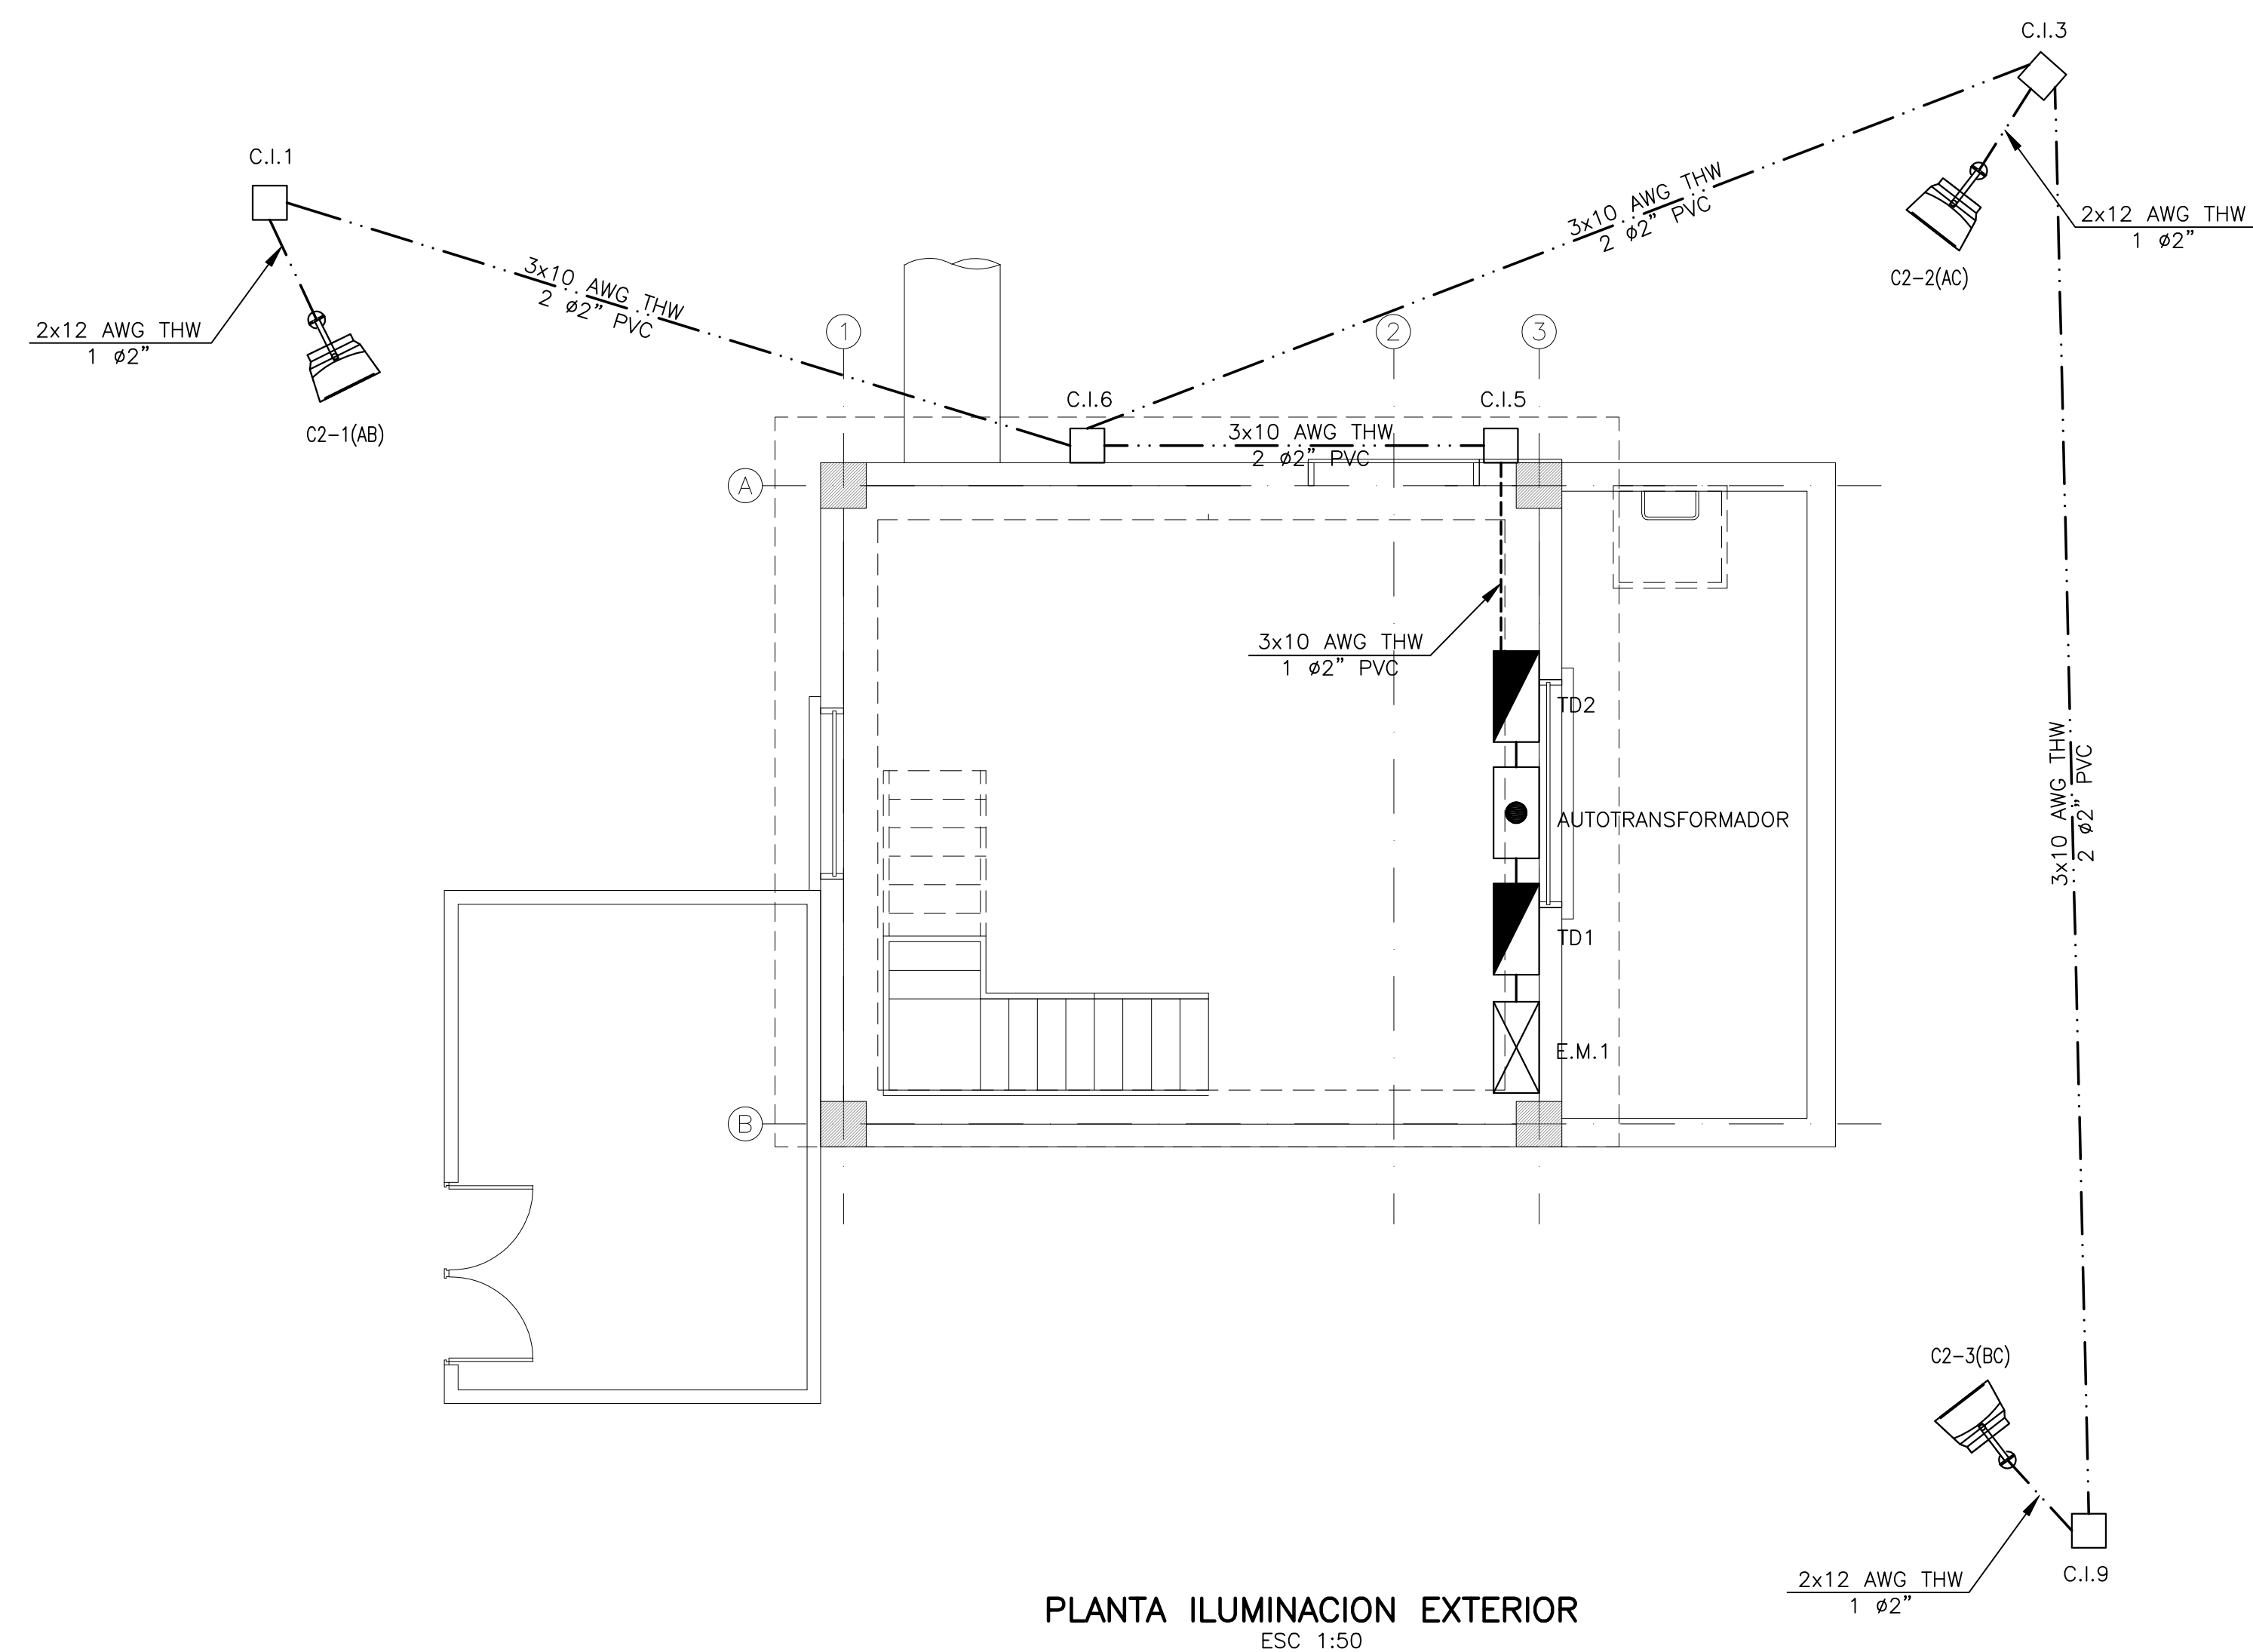 C.I.3
C.I.1
3x10 AWG THW
2 ø2" PVC
2x12 AWG THW
1 ø2"
C2-2(AC)
3x10 AWG THW
2 ø2" PVC
2x12 AWG THW
1 ø2"
1
2
3
C.I.6
C.I.5
C2-1(AB)
3x10 AWG THW
2 ø2" PVC
A
3x10 AWG THW
1 ø2" PVC
TD2
3x10 AWG THW
2 ø2" PVC
AUTOTRANSFORMADOR
TD1
E.M.1
B
C2-3(BC)
C.I.9
2x12 AWG THW
1 ø2"
PLANTA ILUMINACION EXTERIOR
ESC 1:50